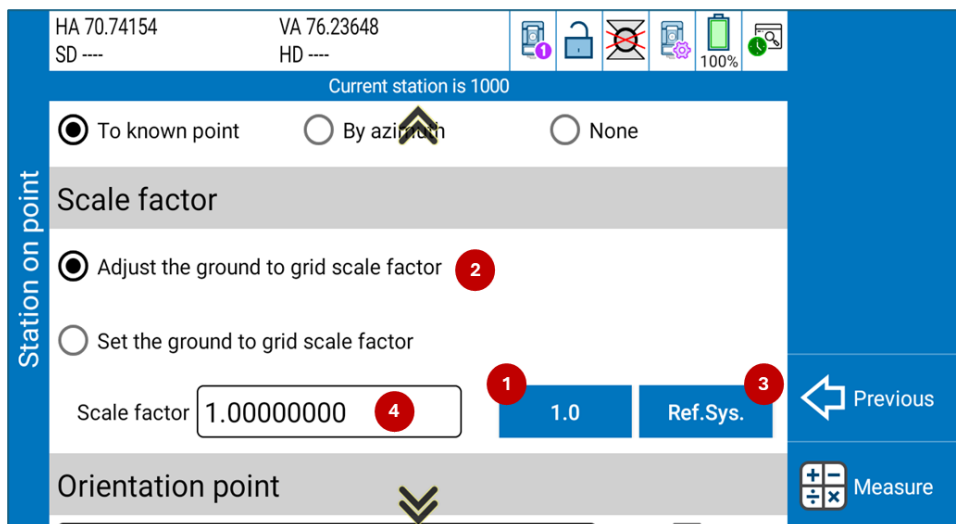 HA 70.74154
VA 76.23648
SD ----
HD ----
1
100%
Current station is 1000
Station on point
To known point
By azimuth
None
Scale factor
Adjust the ground to grid scale factor
2
Set the ground to grid scale factor
Scale factor
1.00000000
4
1
1.0
3
Ref.Sys.
Previous
Orientation point
Measure